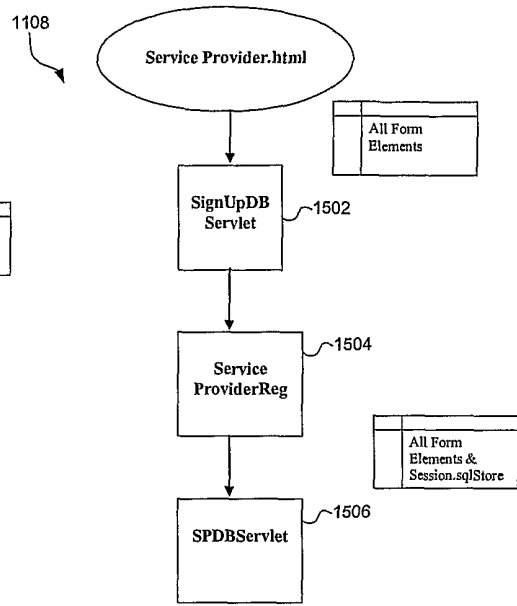 1108
Service Provider.html
All Form
Elements
SignUpDB
Servlet
1502
Service
ProviderReg
1504
All Form
Elements &
Session.sqlStore
SPDBServlet
1506